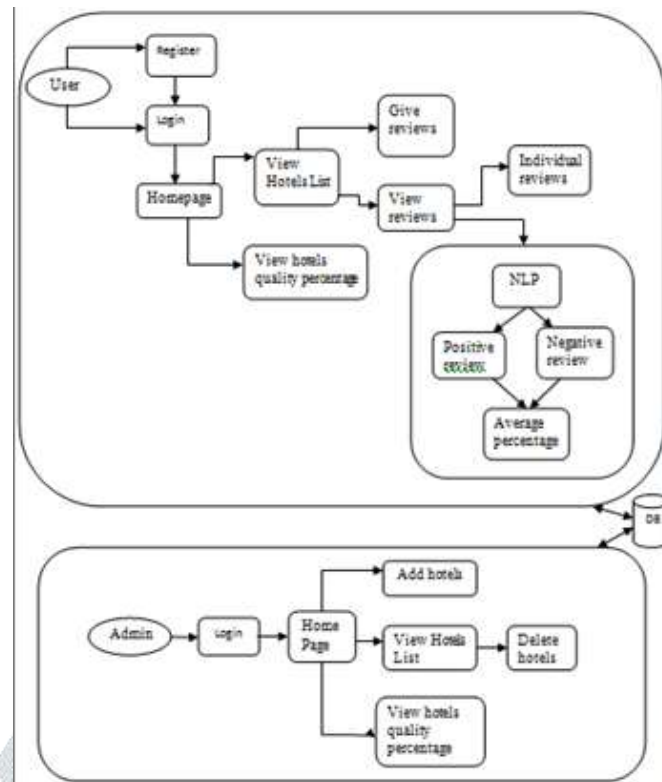 Register
User
Login
Give
reviews
View
Hotels List
Individual
reviews
Homepage
View
reviews
View hotels
quality percentage
NLP
Positive
review
Negative
review
Average
percentage
DB
Add hotels
Admin
Login
Home
Page
View Hotels
List
Delete
hotels
View hotels
quality
percentage